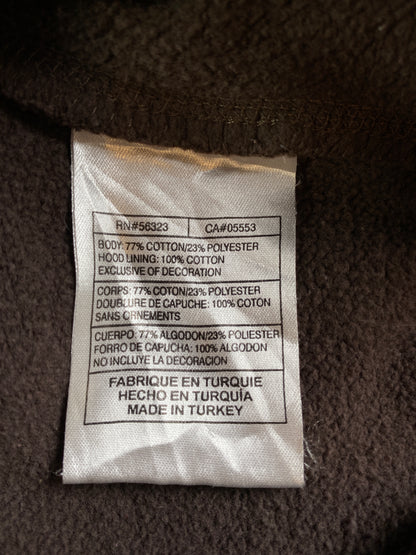 RN#56323 CA#05553
BODY: 77% COTTON/23% POLYESTER
HOOD LINING: 100% COTTON
EXCLUSIVE OF DECORATION
CORPS: 77% COTON/23% POLYESTER
DOUBLURE DE CAPUCHE: 100% COTON
SANS ORNEMENTS
CUERPO: 77% ALGODON/23% POLIESTER
FORRO DE CAPUCHA: 100% ALGODON
NO INCLUYE LA DECORACION
FABRIQUE EN TURQUIE
HECHO EN TURQUÍA
MADE IN TURKEY